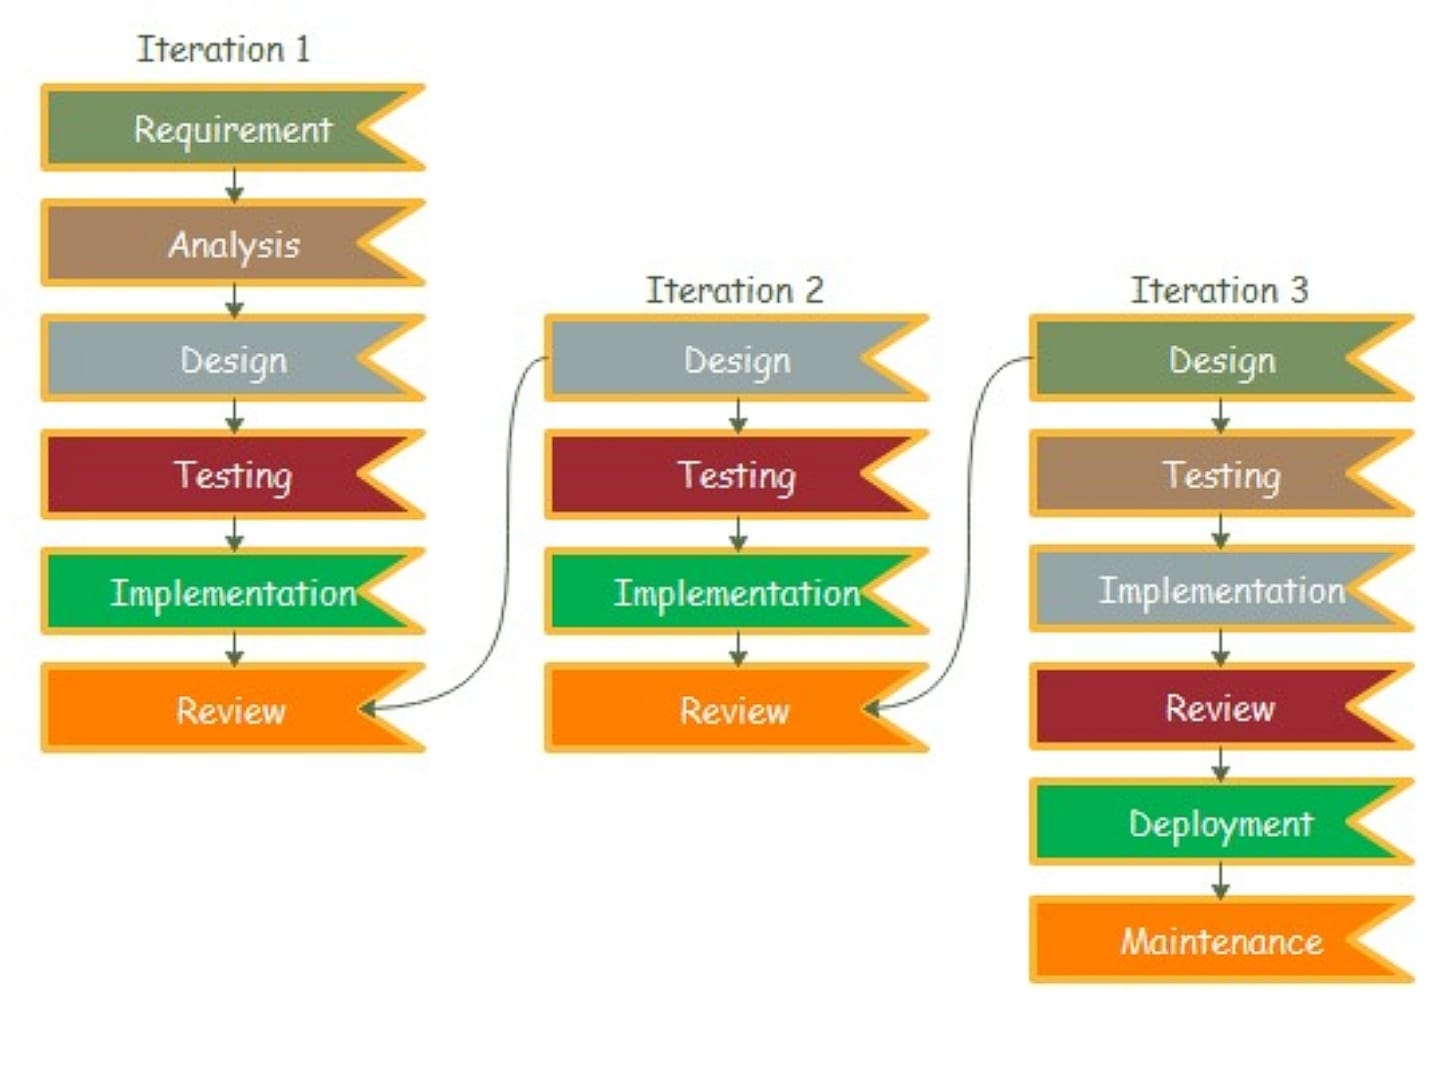 Iteration 1
Requirement
Analysis
Design
Testing
Implementation
Review
Iteration 2
Design
Testing
Implementation
Review
Iteration 3
Design
Testing
Implementation
Review
Deployment
Maintenance